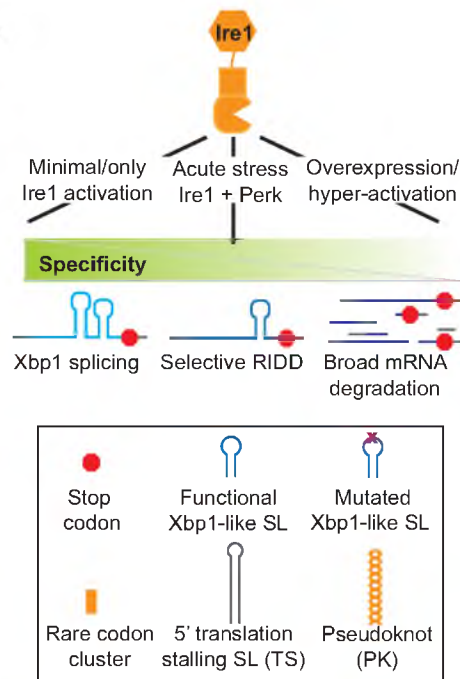 Ire1
Minimal/only Acute stress Overexpression/
Ire1 activation Ire1 + Perk hyper-activation
Specificity
Xbp1 splicing Selective RIDD Broad mRNA
degradation
Stop Functional Mutated
codon Xbp1-like SL Xbp1-like SL
Rare codon 5' translation Pseudoknot
cluster stalling SL (TS) (PK)